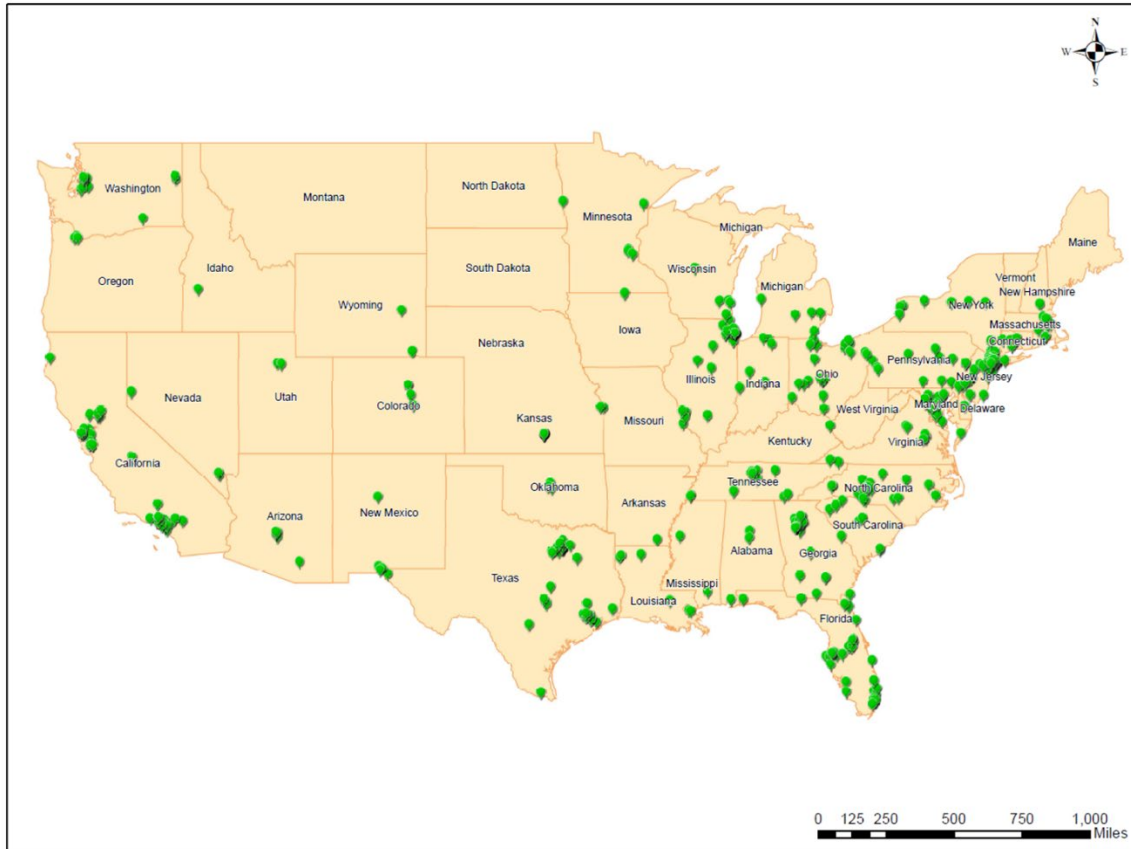 N
W E
S
Washington
Montana
North Dakota
Minnesota
Michigan
Maine
Oregon
Idaho
South Dakota
Wisconsin
Michigan
Vermont
New Hampshire
Wyoming
New York
Massachusetts
Connecticut
Iowa
Nebraska
Pennsylvania
New Jersey
Nevada
Utah
Colorado
Illinois
Indiana
Ohio
Maryland
Delaware
Kansas
Missouri
West Virginia
Kentucky
Virginia
California
Oklahoma
Tennessee
North Carolina
Arizona
New Mexico
Arkansas
South Carolina
Alabama
Georgia
Texas
Mississippi
Louisiana
Florida
0 125 250 500 750 1,000
Miles